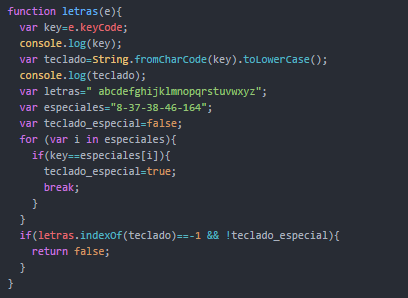 function letras(e){
  var key=e.keyCode;
  console.log(key);
  var teclado=String.fromCharCode(key).toLowerCase();
  console.log(teclado);
  var letras=" abcdefghijklmnopqrstuvwxyz";
  var especiales="8-37-38-46-164";
  var teclado_especial=false;
  for (var i in especiales){
    if(key==especiales[i]){
      teclado_especial=true;
      break;
    }
  }
  if(letras.indexOf(teclado)==-1 && !teclado_especial){
    return false;
  }
}